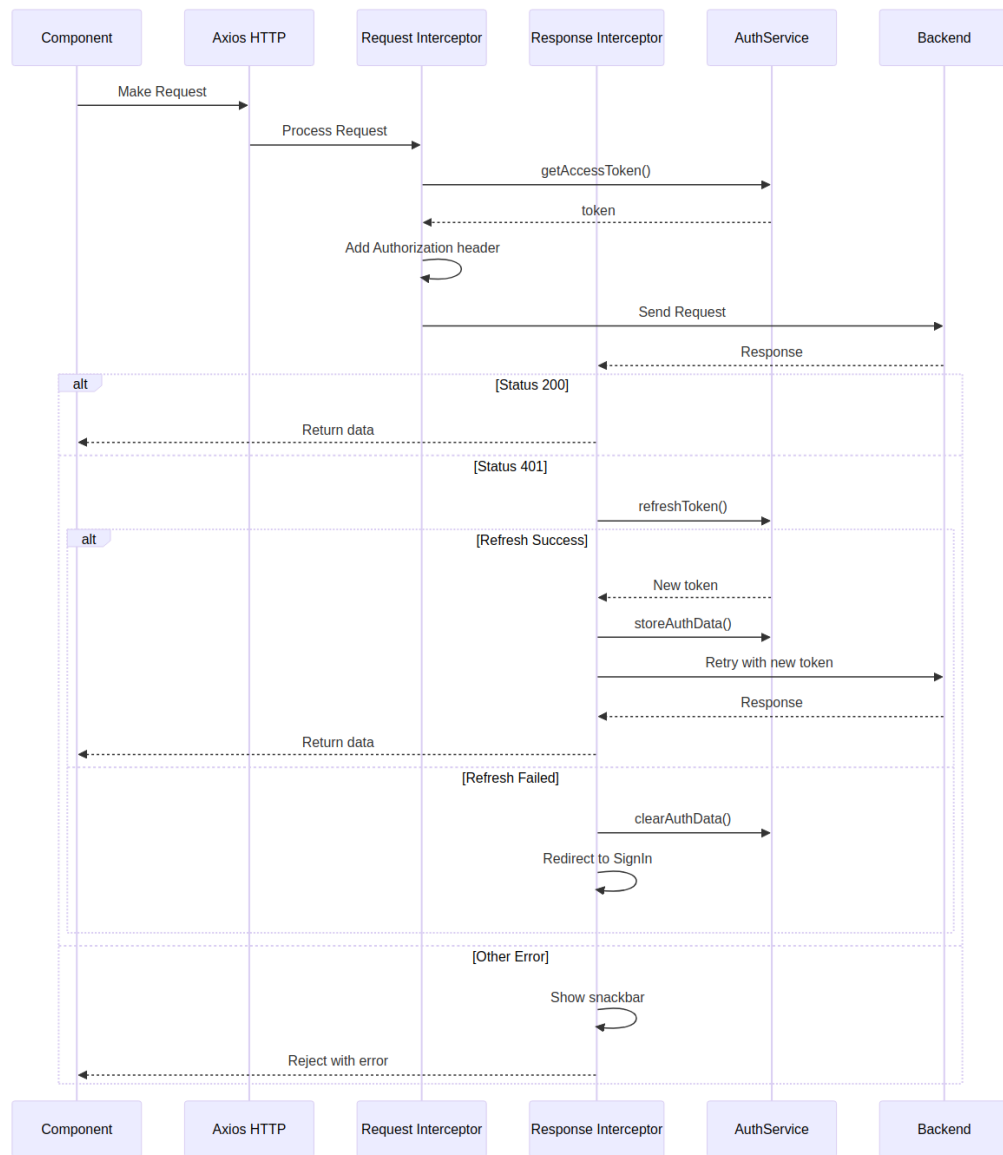 Component
Axios HTTP
Request Interceptor
Response Interceptor
AuthService
Backend
Make Request
Process Request
getAccessToken()
token
Add Authorization header
Send Request
Response
alt
[Status 200]
Return data
[Status 401]
refreshToken()
alt
[Refresh Success]
New token
storeAuthData()
Retry with new token
Response
Return data
[Refresh Failed]
clearAuthData()
Redirect to SignIn
[Other Error]
Show snackbar
Reject with error
Component
Axios HTTP
Request Interceptor
Response Interceptor
AuthService
Backend